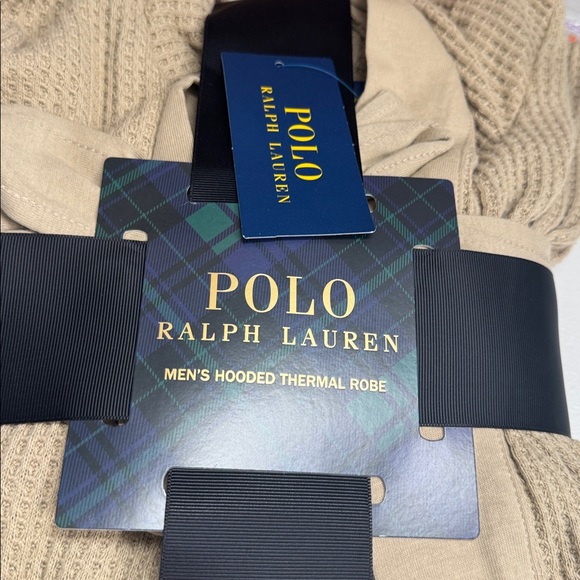 POLO
RALPH LAUREN
POLO
RALPH LAUREN
MEN'S HOODED THERMAL ROBE